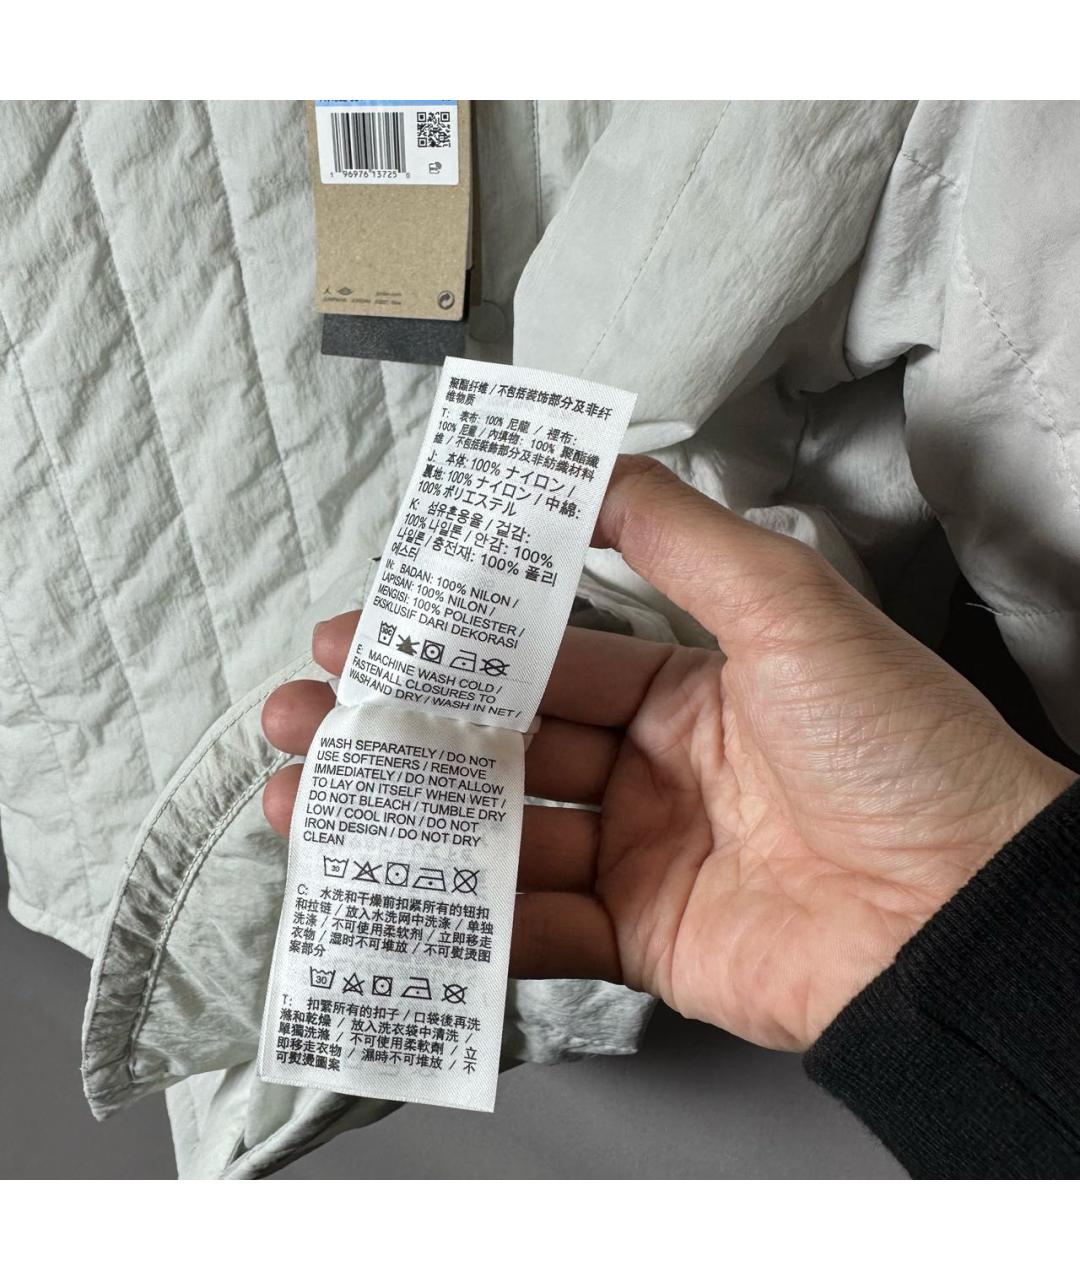 1 96976 13725
聚酯纤维 / 不包括装饰部分及非纤
维物质
T: 表布: 100% 尼龍 / 裡布:
100% 尼龍 / 內填物: 100% 聚酯纖
維 / 不包括裝飾部分及非紡織材料
J: 本体: 100% ナイロン /
裏地: 100% ナイロン / 中綿:
100% ポリエステル
K: 섬유혼용율 / 겉감:
100% 나일론 / 안감: 100%
나일론 / 충전재: 100% 폴리
에스터
IN: BADAN: 100% NILON /
LAPISAN: 100% NILON /
MENGISI: 100% POLIESTER /
EKSKLUSIF DARI DEKORASI
E: MACHINE WASH COLD /
FASTEN ALL CLOSURES TO
WASH AND DRY / WASH IN NET /
WASH SEPARATELY / DO NOT
USE SOFTENERS / REMOVE
IMMEDIATELY / DO NOT ALLOW
TO LAY ON ITSELF WHEN WET /
DO NOT BLEACH / TUMBLE DRY
LOW / COOL IRON / DO NOT
IRON DESIGN / DO NOT DRY
CLEAN
30
C: 水洗和干燥前扣紧所有的钮扣
和拉链 / 放入水洗网中洗涤 / 单独
洗涤 / 不可使用柔软剂 / 立即移走
衣物 / 湿时不可堆放 / 不可熨烫图
案部分
30
T: 扣緊所有的扣子 / 口袋後再洗
滌和乾燥 / 放入洗衣袋中清洗 /
單獨洗滌 / 不可使用柔軟劑 / 立
即移走衣物 / 濕時不可堆放 / 不
可熨燙圖案